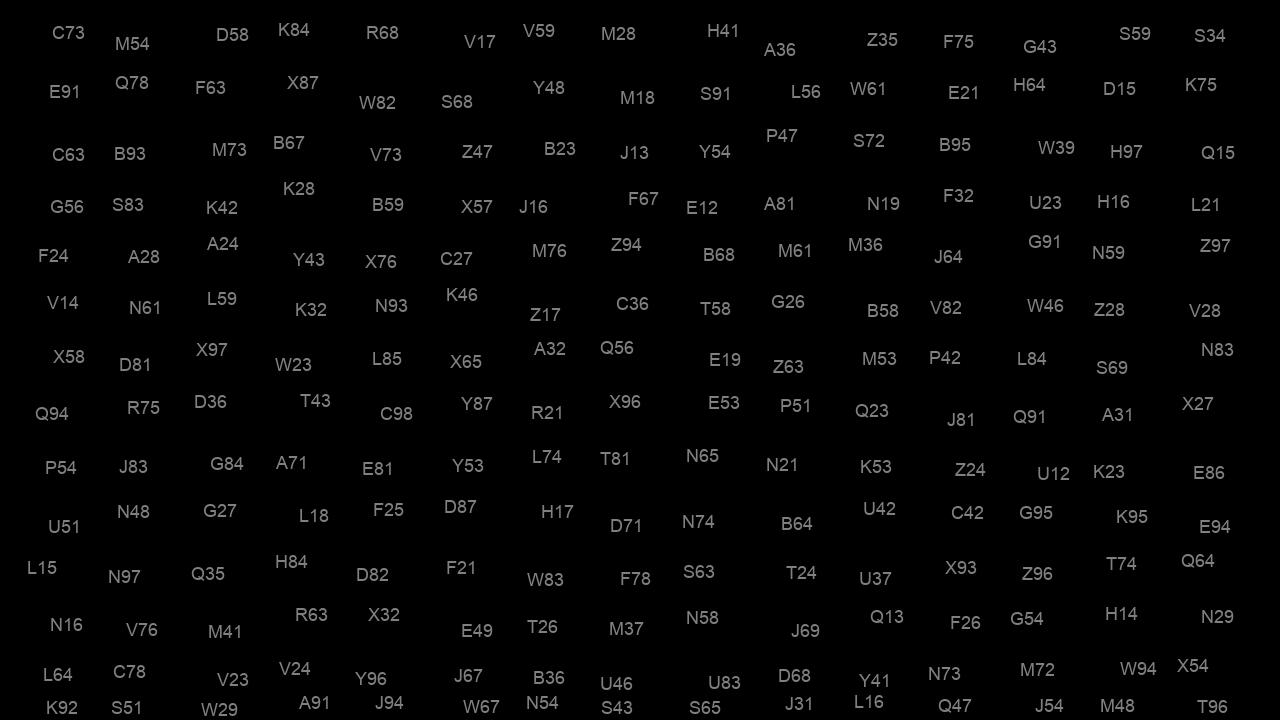 C73 M54 D58 K84 R68 V17 V59 M28 H41 A36 Z35 F75 G43 S59 S34
E91 Q78 F63 X87 W82 S68 Y48 M18 S91 L56 W61 E21 H64 D15 K75
C63 B93 M73 B67 V73 Z47 B23 J13 Y54 P47 S72 B95 W39 H97 Q15
G56 S83 K42 K28 B59 X57 J16 F67 E12 A81 N19 F32 U23 H16 L21
F24 A28 A24 Y43 X76 C27 M76 Z94 B68 M61 M36 J64 G91 N59 Z97
V14 N61 L59 K32 N93 K46 Z17 C36 T58 G26 B58 V82 W46 Z28 V28
X58 D81 X97 W23 L85 X65 A32 Q56 E19 Z63 M53 P42 L84 S69 N83
Q94 R75 D36 T43 C98 Y87 R21 X96 E53 P51 Q23 J81 Q91 A31 X27
P54 J83 G84 A71 E81 Y53 L74 T81 N65 N21 K53 Z24 U12 K23 E86
U51 N48 G27 L18 F25 D87 H17 D71 N74 B64 U42 C42 G95 K95 E94
L15 N97 Q35 H84 D82 F21 W83 F78 S63 T24 U37 X93 Z96 T74 Q64
N16 V76 M41 R63 X32 E49 T26 M37 N58 J69 Q13 F26 G54 H14 N29
L64 C78 V23 V24 Y96 J67 B36 U46 U83 D68 Y41 N73 M72 W94 X54
K92 S51 W29 A91 J94 W67 N54 S43 S65 J31 L16 Q47 J54 M48 T96